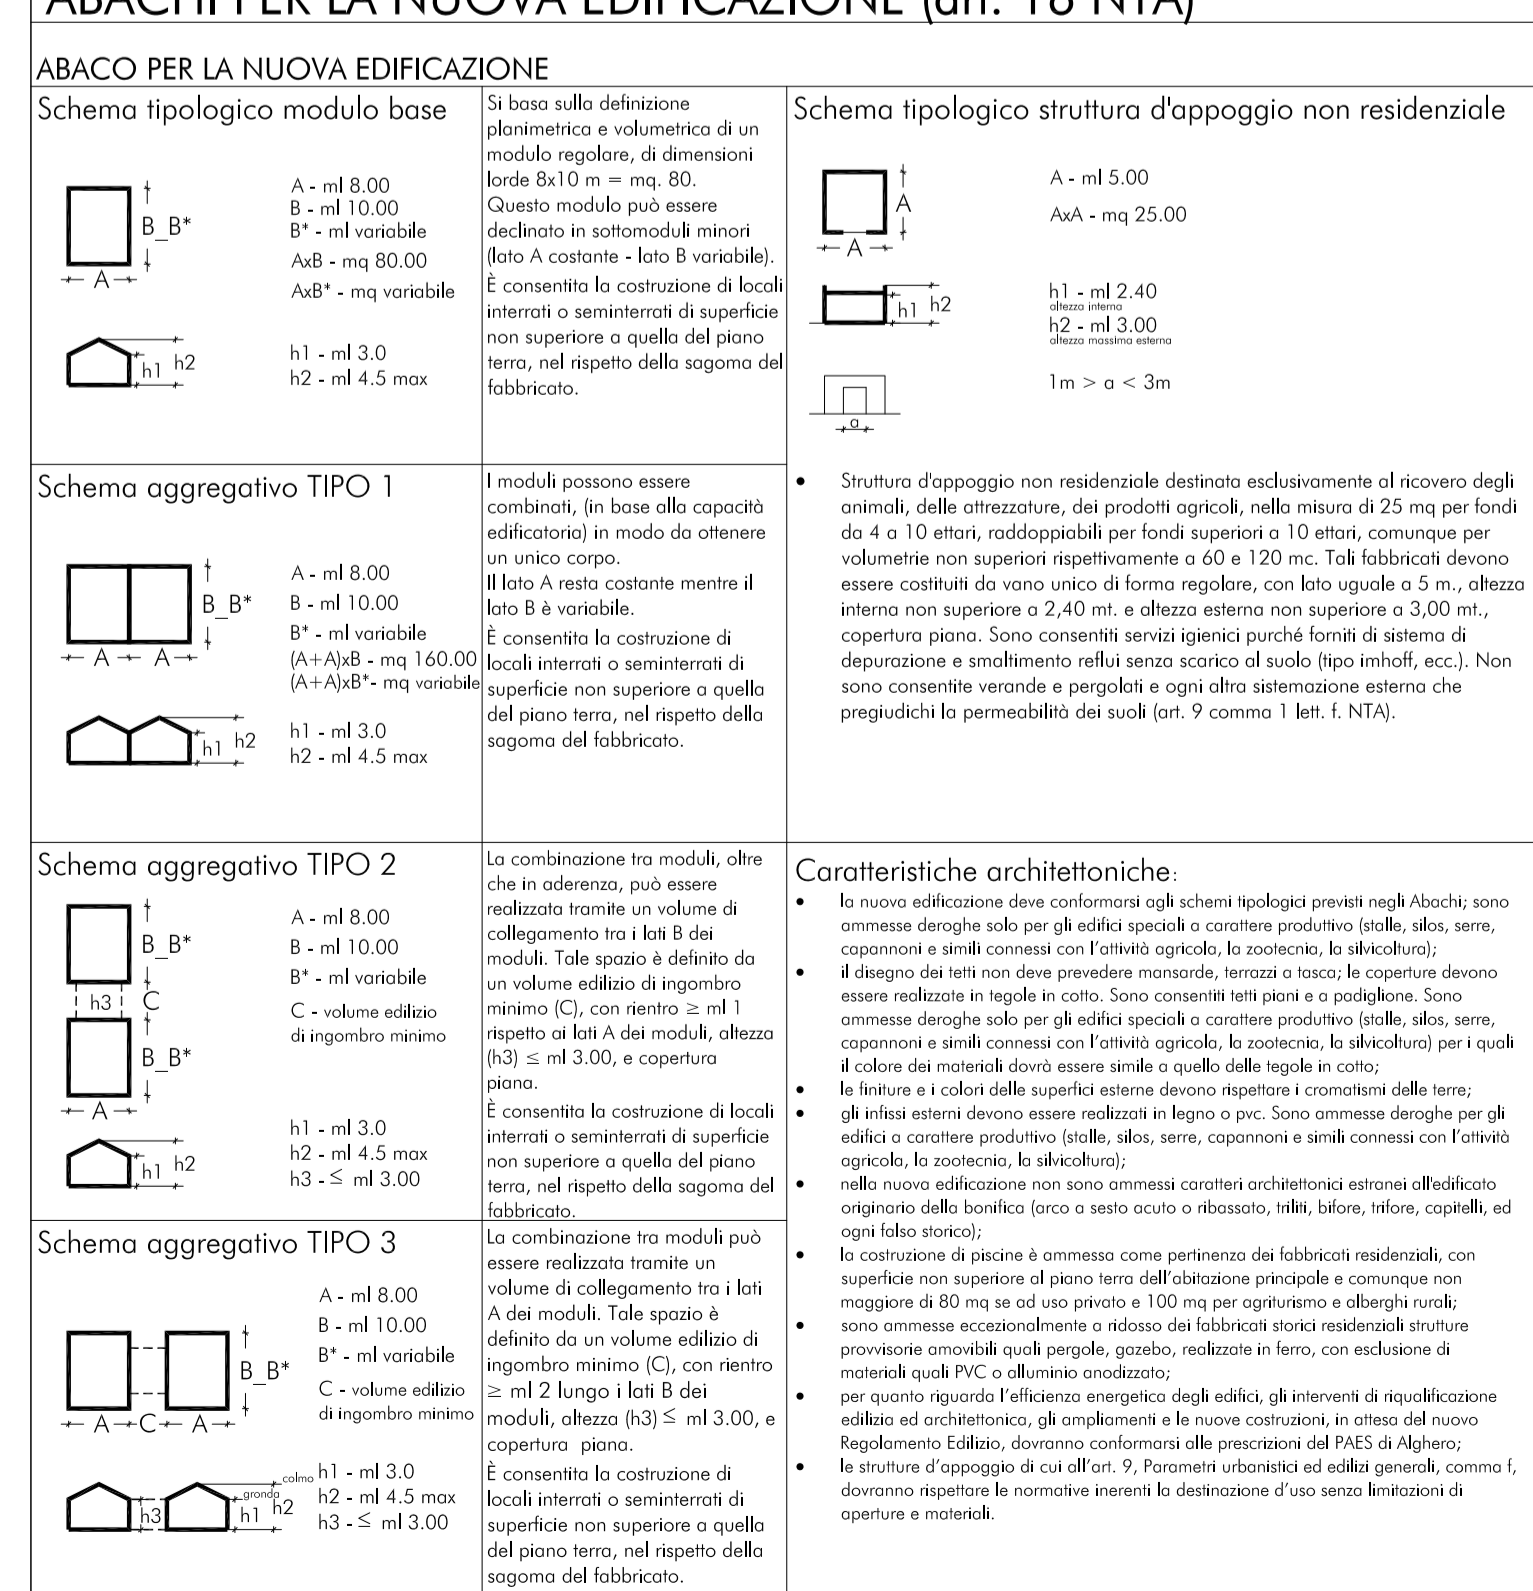 ABACHI PER LA NUOVA EDIFICAZIONE (art. 18 NTA)
ABACO PER LA NUOVA EDIFICAZIONE
Schema tipologico modulo base
B_B*
A
A - ml 8.00
B - ml 10.00
B* - ml variabile
AxB - mq 80.00
AxB* - mq variabile
h1 h2
h1 - ml 3.0
h2 - ml 4.5 max
Si basa sulla definizione
planimetrica e volumetrica di un
modulo regolare, di dimensioni
lorde 8x10 m = mq. 80.
Questo modulo può essere
declinato in sottomoduli minori
(lato A costante - lato B variabile).
È consentita la costruzione di locali
interrati o seminterrati di superficie
non superiore a quella del piano
terra, nel rispetto della sagoma del
fabbricato.
Schema tipologico struttura d'appoggio non residenziale
A
A
A - ml 5.00
AxA - mq 25.00
h1 h2
h1 - ml 2.40
altezza interna
h2 - ml 3.00
altezza massima esterna
a
1m > a < 3m
Schema aggregativo TIPO 1
B_B*
A A
A - ml 8.00
B - ml 10.00
B* - ml variabile
(A+A)xB - mq 160.00
(A+A)xB*- mq variabile
h1 h2
h1 - ml 3.0
h2 - ml 4.5 max
I moduli possono essere
combinati, (in base alla capacità
edificatoria) in modo da ottenere
un unico corpo.
Il lato A resta costante mentre il
lato B è variabile.
È consentita la costruzione di
locali interrati o seminterrati di
superficie non superiore a quella
del piano terra, nel rispetto della
sagoma del fabbricato.
• Struttura d'appoggio non residenziale destinata esclusivamente al ricovero degli
animali, delle attrezzature, dei prodotti agricoli, nella misura di 25 mq per fondi
da 4 a 10 ettari, raddoppiabili per fondi superiori a 10 ettari, comunque per
volumetrie non superiori rispettivamente a 60 e 120 mc. Tali fabbricati devono
essere costituiti da vano unico di forma regolare, con lato uguale a 5 m., altezza
interna non superiore a 2,40 mt. e altezza esterna non superiore a 3,00 mt.,
copertura piana. Sono consentiti servizi igienici purché forniti di sistema di
depurazione e smaltimento reflui senza scarico al suolo (tipo imhoff, ecc.). Non
sono consentite verande e pergolati e ogni altra sistemazione esterna che
pregiudichi la permeabilità dei suoli (art. 9 comma 1 lett. f. NTA).
Schema aggregativo TIPO 2
B_B*
h3 C
B_B*
A
A - ml 8.00
B - ml 10.00
B* - ml variabile
C - volume edilizio
di ingombro minimo
h1 h2
h1 - ml 3.0
h2 - ml 4.5 max
h3 - ≤ ml 3.00
La combinazione tra moduli, oltre
che in aderenza, può essere
realizzata tramite un volume di
collegamento tra i lati B dei
moduli. Tale spazio è definito da
un volume edilizio di ingombro
minimo (C), con rientro ≥ ml 1
rispetto ai lati A dei moduli, altezza
(h3) ≤ ml 3.00, e copertura
piana.
È consentita la costruzione di locali
interrati o seminterrati di superficie
non superiore a quella del piano
terra, nel rispetto della sagoma del
fabbricato.
Schema aggregativo TIPO 3
B_B*
A C A
A - ml 8.00
B - ml 10.00
B* - ml variabile
C - volume edilizio
di ingombro minimo
colmo
gronda
h3 h1 h2
h1 - ml 3.0
h2 - ml 4.5 max
h3 - ≤ ml 3.00
La combinazione tra moduli può
essere realizzata tramite un
volume di collegamento tra i lati
A dei moduli. Tale spazio è
definito da un volume edilizio di
ingombro minimo (C), con rientro
≥ ml 2 lungo i lati B dei
moduli, altezza (h3) ≤ ml 3.00, e
copertura piana.
È consentita la costruzione di
locali interrati o seminterrati di
superficie non superiore a quella
del piano terra, nel rispetto della
sagoma del fabbricato.
Caratteristiche architettoniche:
• la nuova edificazione deve conformarsi agli schemi tipologici previsti negli Abachi; sono
ammesse deroghe solo per gli edifici speciali a carattere produttivo (stalle, silos, serre,
capannoni e simili connessi con l'attività agricola, la zootecnia, la silvicoltura);
• il disegno dei tetti non deve prevedere mansarde, terrazzi a tasca; le coperture devono
essere realizzate in tegole in cotto. Sono consentiti tetti piani e a padiglione. Sono
ammesse deroghe solo per gli edifici speciali a carattere produttivo (stalle, silos, serre,
capannoni e simili connessi con l'attività agricola, la zootecnia, la silvicoltura) per i quali
il colore dei materiali dovrà essere simile a quello delle tegole in cotto;
• le finiture e i colori delle superfici esterne devono rispettare i cromatismi delle terre;
• gli infissi esterni devono essere realizzati in legno o pvc. Sono ammesse deroghe per gli
edifici a carattere produttivo (stalle, silos, serre, capannoni e simili connessi con l'attività
agricola, la zootecnia, la silvicoltura);
• nella nuova edificazione non sono ammessi caratteri architettonici estranei all'edificato
originario della bonifica (arco a sesto acuto o ribassato, triliti, bifore, trifore, capitelli, ed
ogni falso storico);
• la costruzione di piscine è ammessa come pertinenza dei fabbricati residenziali, con
superficie non superiore al piano terra dell'abitazione principale e comunque non
maggiore di 80 mq se ad uso privato e 100 mq per agriturismo e alberghi rurali;
• sono ammesse eccezionalmente a ridosso dei fabbricati storici residenziali strutture
provvisorie amovibili quali pergole, gazebo, realizzate in ferro, con esclusione di
materiali quali PVC o alluminio anodizzato;
• per quanto riguarda l'efficienza energetica degli edifici, gli interventi di riqualificazione
edilizia ed architettonica, gli ampliamenti e le nuove costruzioni, in attesa del nuovo
Regolamento Edilizio, dovranno conformarsi alle prescrizioni del PAES di Alghero;
• le strutture d'appoggio di cui all'art. 9, Parametri urbanistici ed edilizi generali, comma f,
dovranno rispettare le normative inerenti la destinazione d'uso senza limitazioni di
aperture e materiali.